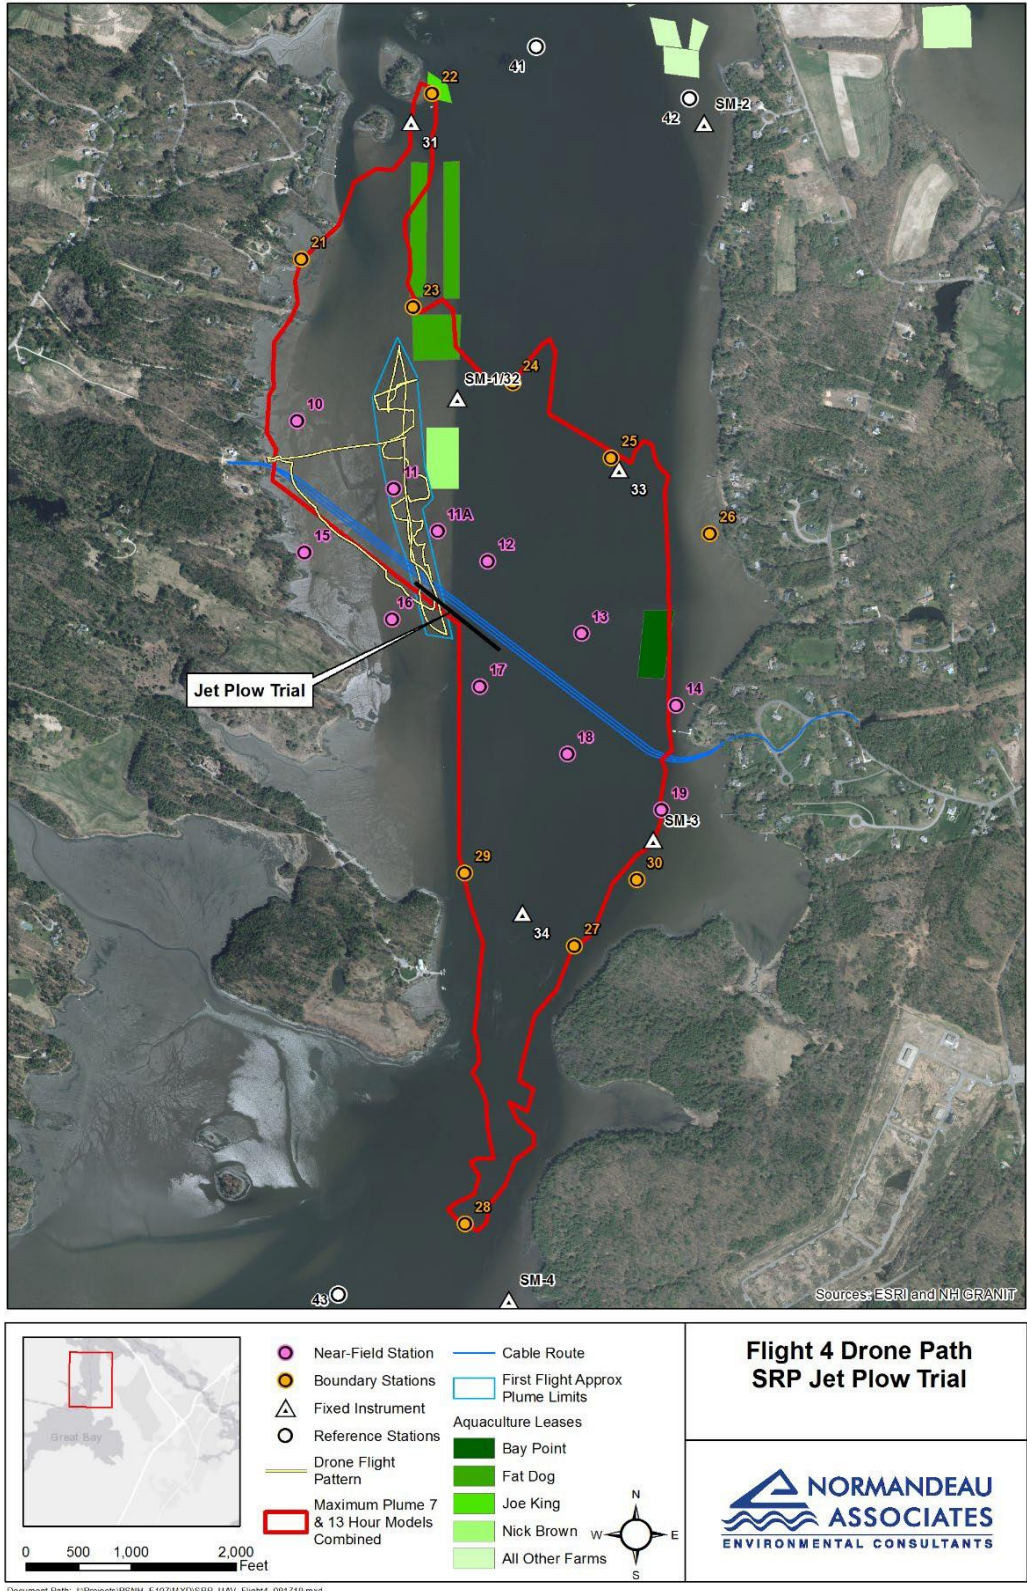 41
22
42
SM-2
31
21
23
24
SM-1/32
10
25
33
11
11A
26
12
15
16
13
Jet Plow Trial
17
14
18
19
SM-3
29
30
34
27
28
SM-4
43
Sources: ESRI and NH GRANIT
Great Bay
0 500 1,000 2,000
Feet
Near-Field Station
Boundary Stations
Fixed Instrument
Reference Stations
Drone Flight
Pattern
Maximum Plume 7
& 13 Hour Models
Combined
Cable Route
First Flight Approx
Plume Limits
Aquaculture Leases
Bay Point
Fat Dog
Joe King
Nick Brown
All Other Farms
N
W E
S
Flight 4 Drone Path
SRP Jet Plow Trial
NORMANDEAU
ASSOCIATES
ENVIRONMENTAL CONSULTANTS